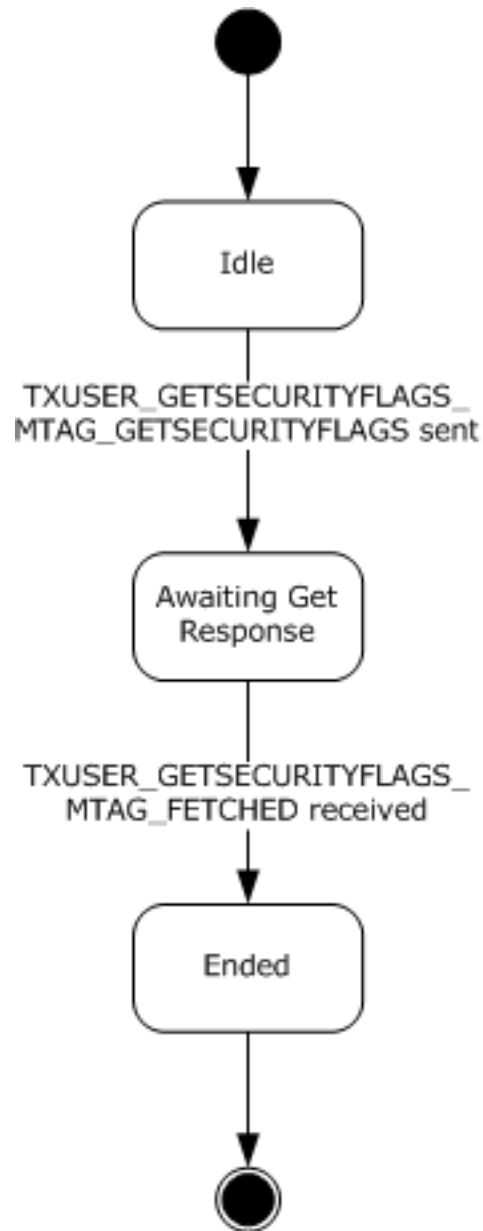 Idle
TXUSER_GETSECURITYFLAGS_
MTAG_GETSECURITYFLAGS sent
Awaiting Get
Response
TXUSER_GETSECURITYFLAGS_
MTAG_FETCHED received
Ended